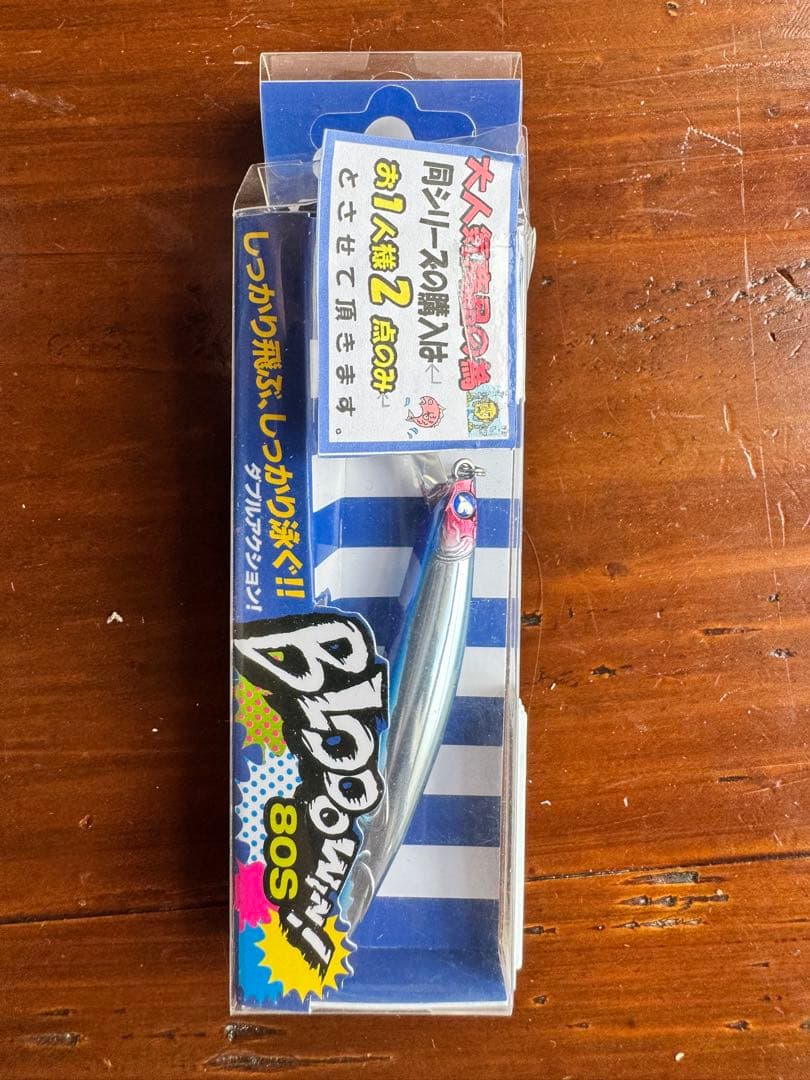 大人気商品の為
同シリーズの購入は↵
お1人様2点のみ↵
とさせて頂きます。
しっかり飛ぶ、しっかり泳ぐ!!
ダブルアクション!
BlooowiN!
80S